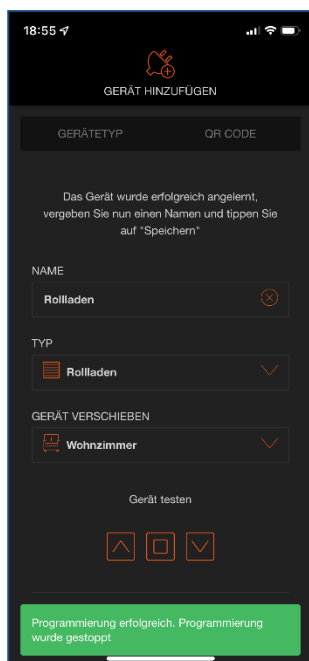 18:55
GERÄT HINZUFÜGEN
GERÄTETYP QR CODE
Das Gerät wurde erfolgreich angelernt,
vergeben Sie nun einen Namen und tippen Sie
auf "Speichern"
NAME
Rollladen
TYP
Rollladen
GERÄT VERSCHIEBEN
Wohnzimmer
Gerät testen
Programmierung erfolgreich. Programmierung
wurde gestoppt